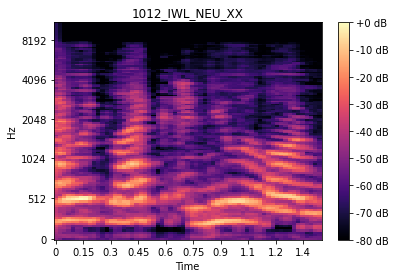 1012_IWL_NEU_XX
+0 dB
-10 dB
-20 dB
-30 dB
-40 dB
-50 dB
-60 dB
-70 dB
-80 dB
8192
4096
2048
1024
512
0
Hz
0 0.15 0.3 0.45 0.6 0.75 0.9 1.1 1.2 1.4
Time